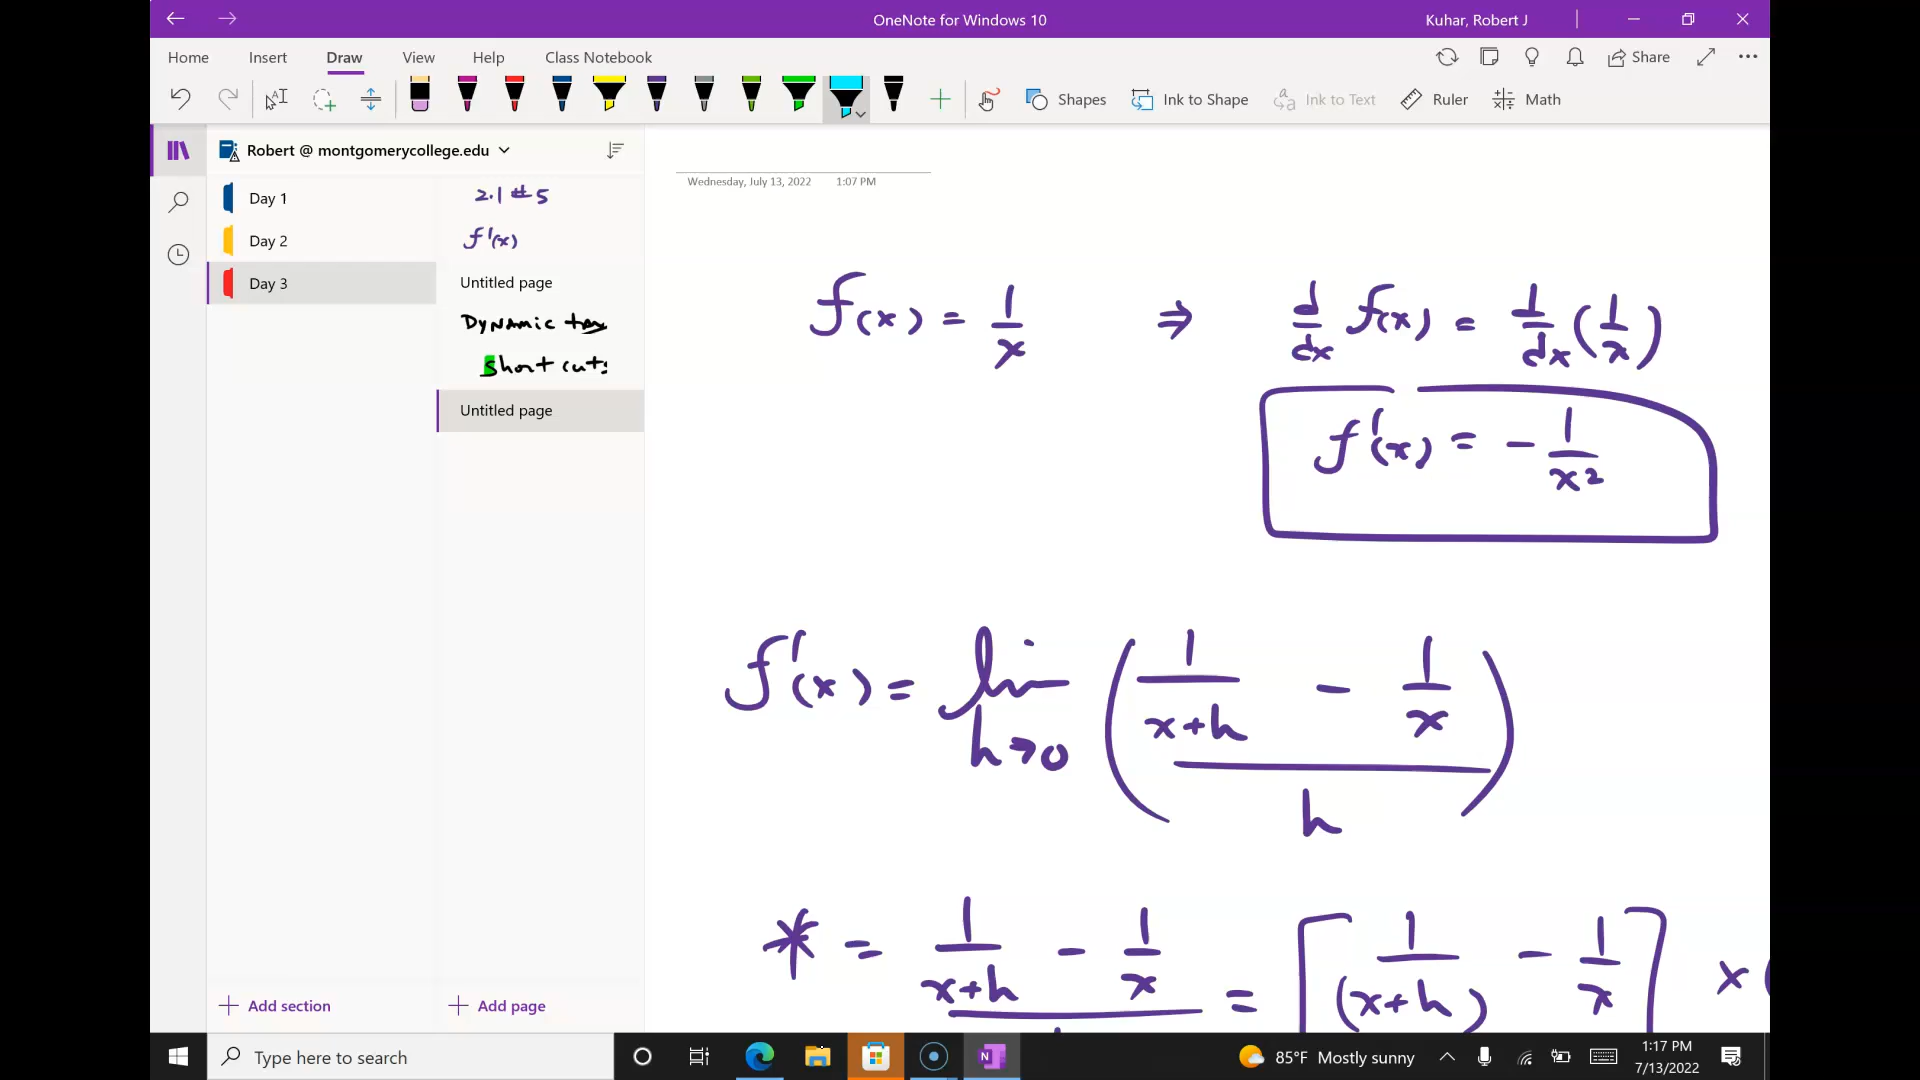 OneNote for Windows 10
Kuhar, Robert J
Home Insert Draw View Help Class Notebook
Share
Shapes Ink to Shape Ink to Text Ruler Math
Robert @ montgomerycollege.edu
Day 1
Day 2
Day 3
2.1 # 5
f'(x)
Untitled page
Dynamic
Short cuts
Untitled page
Wednesday, July 13, 2022 1:07 PM
f(x) = 1/x ⇒ d/dx f(x) = d/dx (1/x)
f'(x) = - 1/x²
f'(x) = lim h→0 ((1/(x+h) - 1/x)/h)
* = 1/(x+h) - 1/x = [1/(x+h) - 1/x] x (
Add section
Add page
Type here to search
N
85°F Mostly sunny
1:17 PM
7/13/2022